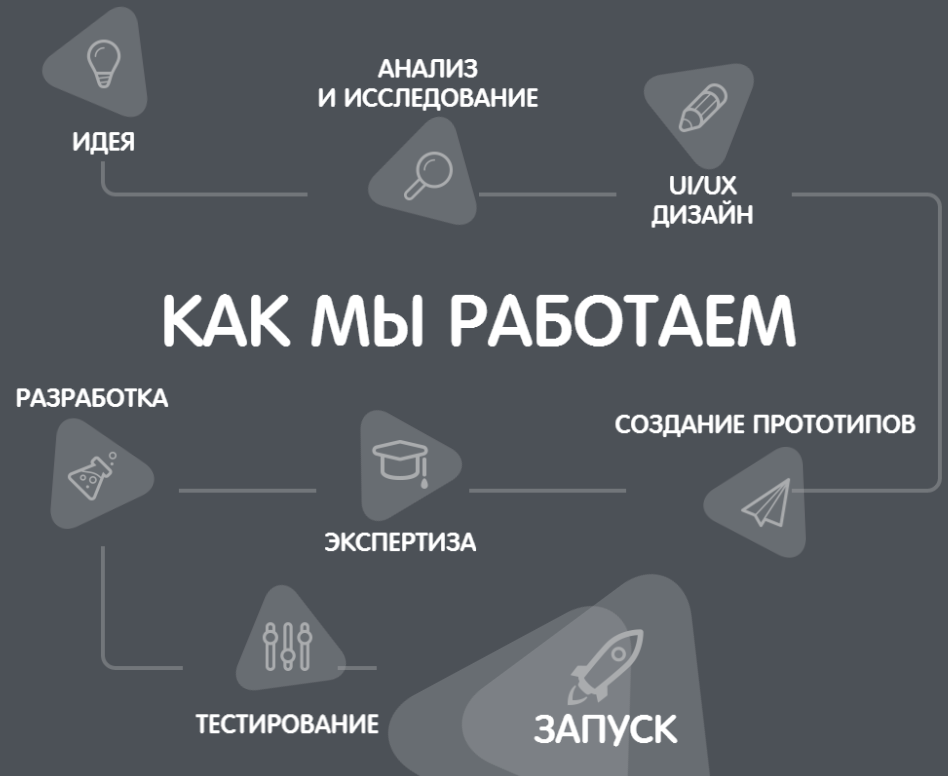 ИДЕЯ
АНАЛИЗ
И ИССЛЕДОВАНИЕ
UI/UX
ДИЗАЙН
КАК МЫ РАБОТАЕМ
СОЗДАНИЕ ПРОТОТИПОВ
ЭКСПЕРТИЗА
РАЗРАБОТКА
ТЕСТИРОВАНИЕ
ЗАПУСК